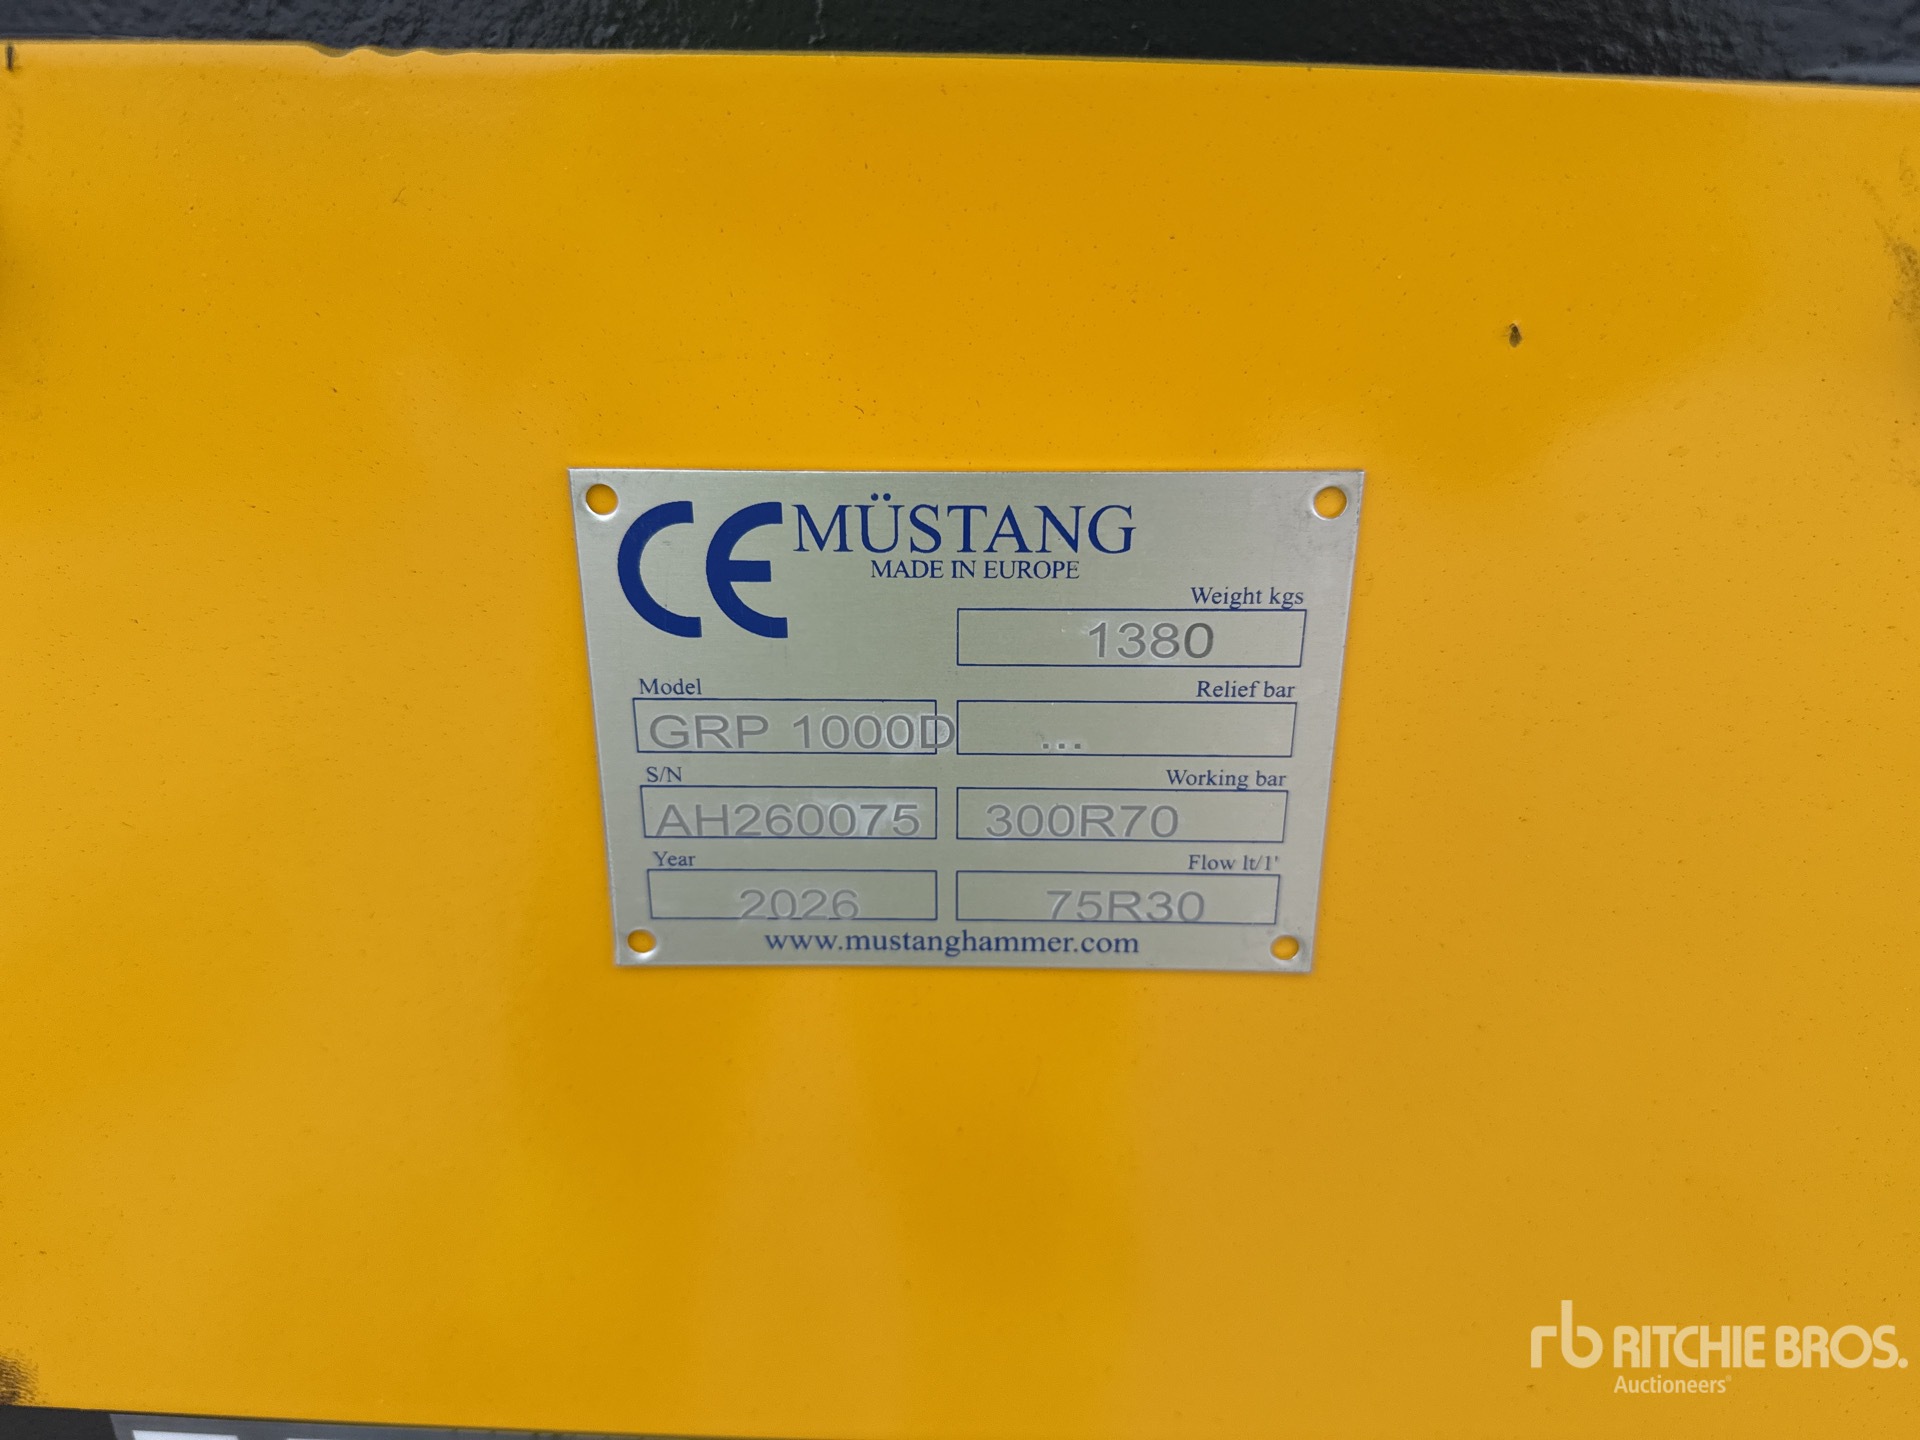 CE MÜSTANG
MADE IN EUROPE
Weight kgs
1380
Model
GRP 1000D
Relief bar
...
S/N
AH260075
Working bar
300R70
Year
2026
Flow lt/1'
75R30
www.mustanghammer.com
rb RITCHIE BROS.
Auctioneers